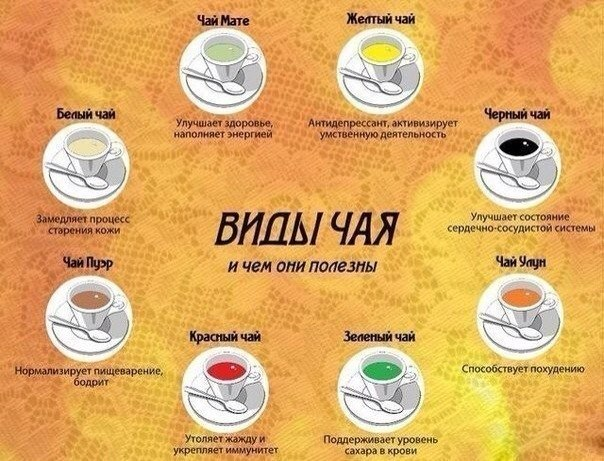 Чай Мате
Улучшает здоровье,
наполняет энергией
Желтый чай
Антидепрессант, активизирует
умственную деятельность
Белый чай
Замедляет процесс
старения кожи
Черный чай
Улучшает состояние
сердечно-сосудистой системы
ВИДЫ ЧАЯ
и чем они полезны
Чай Пуэр
Нормализирует пищеварение,
бодрит
Чай Улун
Способствует похудению
Красный чай
Утоляет жажду и
укрепляет иммунитет
Зеленый чай
Поддерживает уровень
сахара в крови